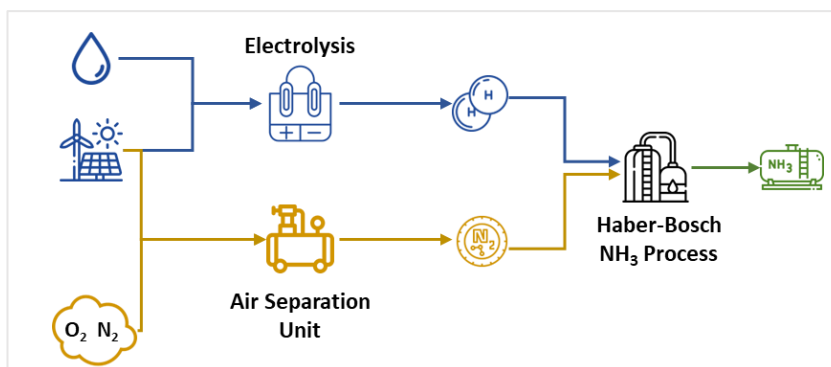 Electrolysis
+ −
H
H
NH₃
Haber-Bosch
NH₃ Process
N₂
Air Separation
Unit
O₂ N₂